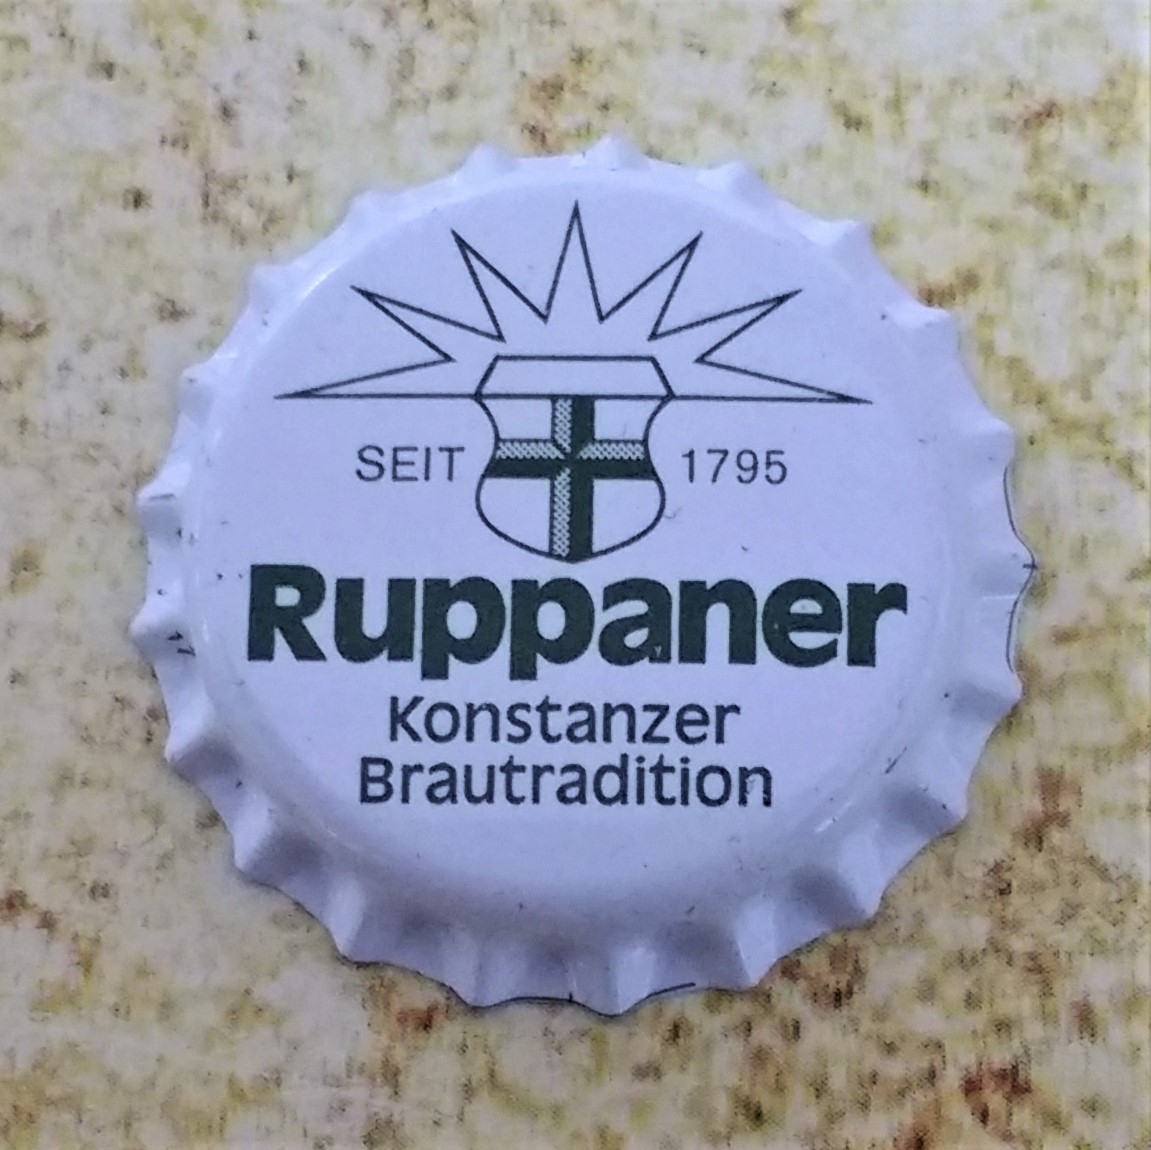 SEIT 1795
Ruppaner
Konstanzer
Brautradition